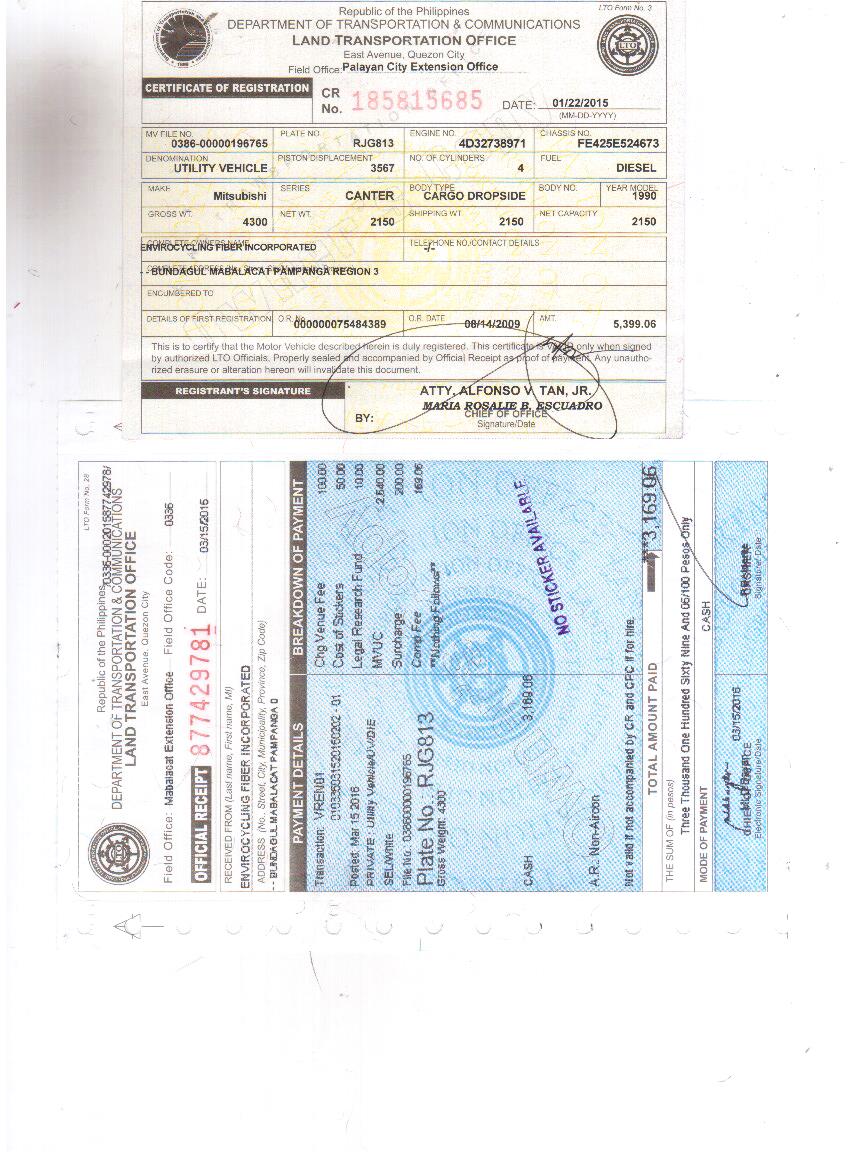 LTO Form No. 3
Republic of the Philippines
DEPARTMENT OF TRANSPORTATION & COMMUNICATIONS
LAND TRANSPORTATION OFFICE
East Avenue, Quezon City
Field Office: Palayan City Extension Office
CERTIFICATE OF REGISTRATION
CR No. 185815685
DATE: 01/22/2015
(MM-DD-YYYY)
MV FILE NO. PLATE NO. ENGINE NO. CHASSIS NO.
0386-00000196765 RJG813 4D32738971 FE425E524673
DENOMINATION PISTON DISPLACEMENT NO. OF CYLINDERS FUEL
UTILITY VEHICLE 3567 4 DIESEL
MAKE SERIES BODY TYPE BODY NO. YEAR MODEL
Mitsubishi CANTER CARGO DROPSIDE 1990
GROSS WT. NET WT. SHIPPING WT. NET CAPACITY
4300 2150 2150 2150
COMPLETE OWNERS NAME TELEPHONE NO./CONTACT DETAILS
ENVIROCYCLING FIBER INCORPORATED -/-
COMPLETE ADDRESS
- - BUNDAGUL MABALACAT PAMPANGA REGION 3
ENCUMBERED TO
DETAILS OF FIRST REGISTRATION O.R. No. 000000075484389 O.R. DATE 08/14/2009 AMT. 5,399.06
This is to certify that the Motor Vehicle described herein is duly registered. This certificate is VALID only when signed
by authorized LTO Officials. Properly sealed and accompanied by Official Receipt as proof of payment. Any unautho-
rized erasure or alteration hereon will invalidate this document.
REGISTRANT'S SIGNATURE
ATTY. ALFONSO V. TAN, JR.
MARIA ROSALIE B. ESCUADRO
BY: CHIEF OF OFFICE
Signature/Date
LTO Form No. 28
Republic of the Philippines
0336-000201587742978/
DEPARTMENT OF TRANSPORTATION & COMMUNICATIONS
LAND TRANSPORTATION OFFICE
East Avenue, Quezon City
Field Office: Mabalacat Extension Office Field Office Code: 0336
OFFICIAL RECEIPT 877429781 DATE: 03/15/2016
RECEIVED FROM (Last name, First name, MI)
ENVIROCYCLING FIBER INCORPORATED
ADDRESS (No., Street, City, Municipality, Province, Zip Code)
- - BUNDAGUL MABALACAT PAMPANGA 0
PAYMENT DETAILS
Transaction: VIREN01
010335031520160202 - 01
Posted: Mar 15 2016
PRIVATE : Utility Vehicle/UV/DIE
SEL/White
File No.: 038600000196765
Plate No.: RJG813
Gross Weight: 4300
CASH 3,169.06
A.R.: Non-Aircon
Not valid if not accompanied by CR and CPC if for hire.
BREAKDOWN OF PAYMENT
Chg Venue Fee 100.00
Cost of Stickers 50.00
Legal Research Fund 10.00
MVUC 2,640.00
Surcharge 200.00
Comp Fee 169.06
**Nothing Follows**
NO STICKER AVAILABLE
TOTAL AMOUNT PAID ***3,169.06
THE SUM OF (in pesos)
Three Thousand One Hundred Sixty Nine And 06/100 Pesos Only
MODE OF PAYMENT CASH
03/15/2016
CHIEF OF OFFICE
Electronic Signature/Date
CASHIER
Signature/Date